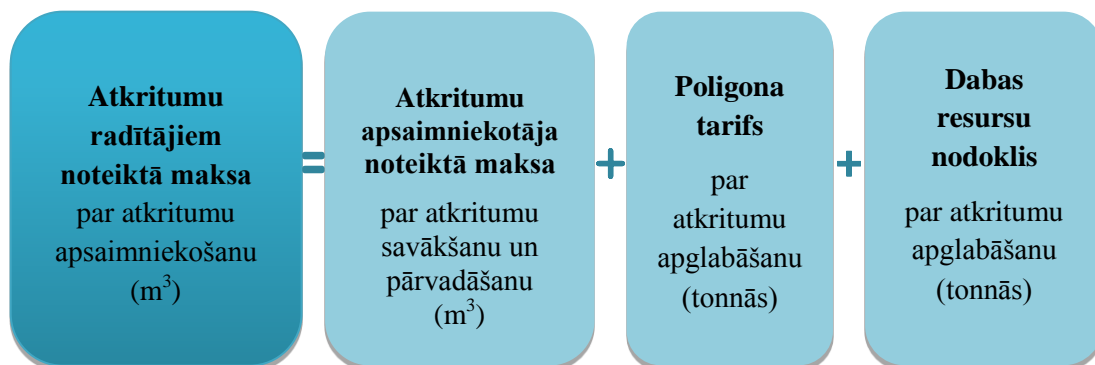 Atkritumu
radītājiem
noteiktā maksa
par atkritumu
apsaimniekošanu
(m³)
=
Atkritumu
apsaimniekotāja
noteiktā maksa
par atkritumu
savākšanu un
pārvadāšanu
(m³)
+
Poligona
tarifs
par
atkritumu
apglabāšanu
(tonnās)
+
Dabas
resursu
nodoklis
par atkritumu
apglabāšanu
(tonnās)